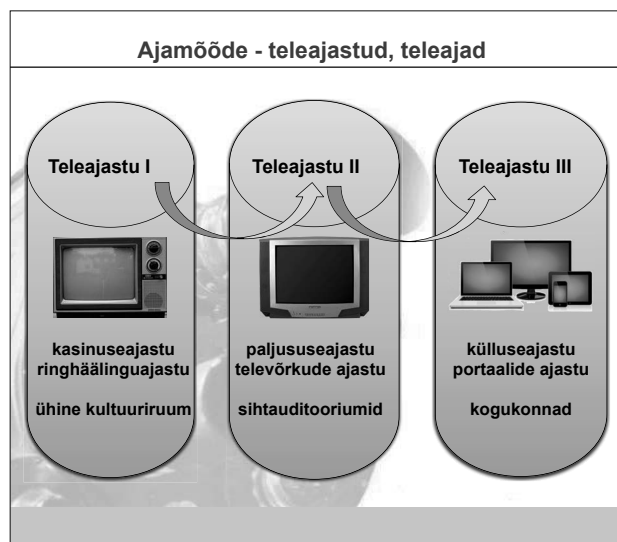 Ajamõõde - teleajastud, teleajad
Teleajastu I
kasinuseajastu
ringhäälinguajastu
ühine kultuuriruum
Teleajastu II
paljususeajastu
televõrkude ajastu
sihtauditooriumid
Teleajastu III
külluseajastu
portaalide ajastu
kogukonnad